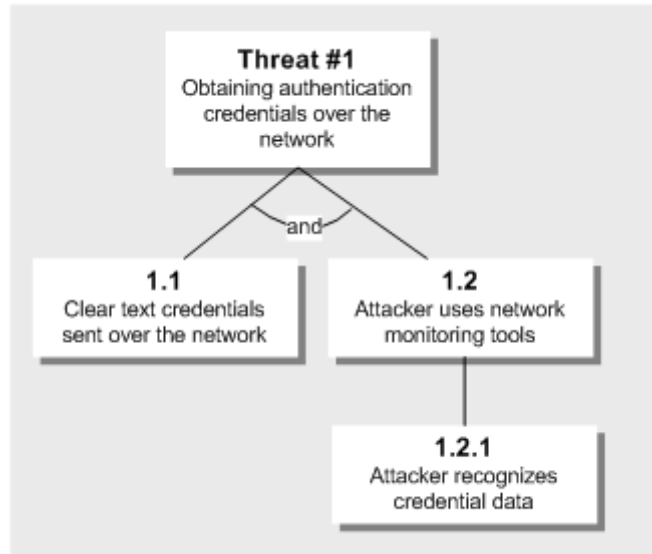 Threat #1
Obtaining authentication
credentials over the
network
and
1.1
Clear text credentials
sent over the network
1.2
Attacker uses network
monitoring tools
1.2.1
Attacker recognizes
credential data